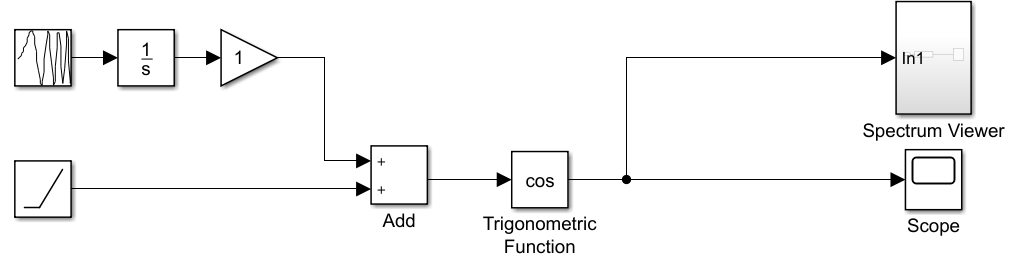 1
s
1
In1
Spectrum Viewer
+
+
Add
cos
Trigonometric
Function
Scope